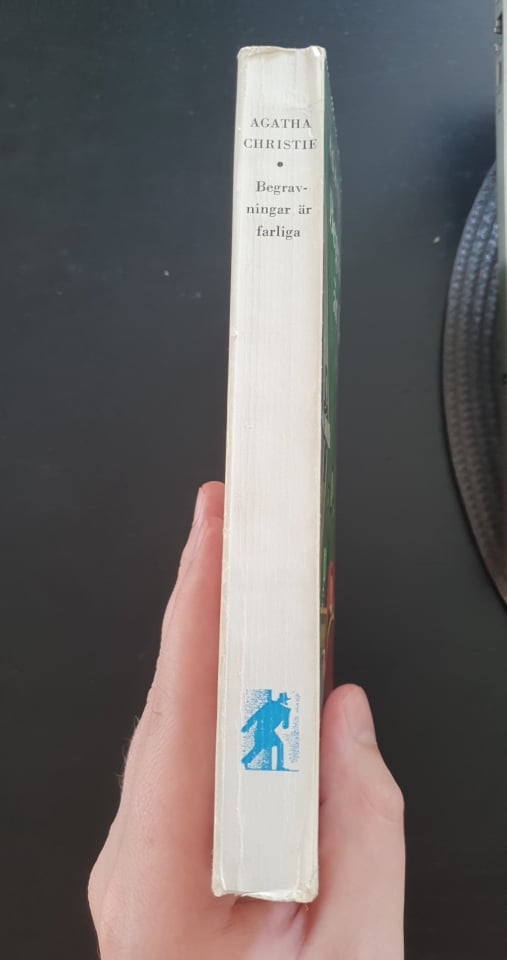 AGATHA
CHRISTIE
•
Begrav-
ningar är
farliga